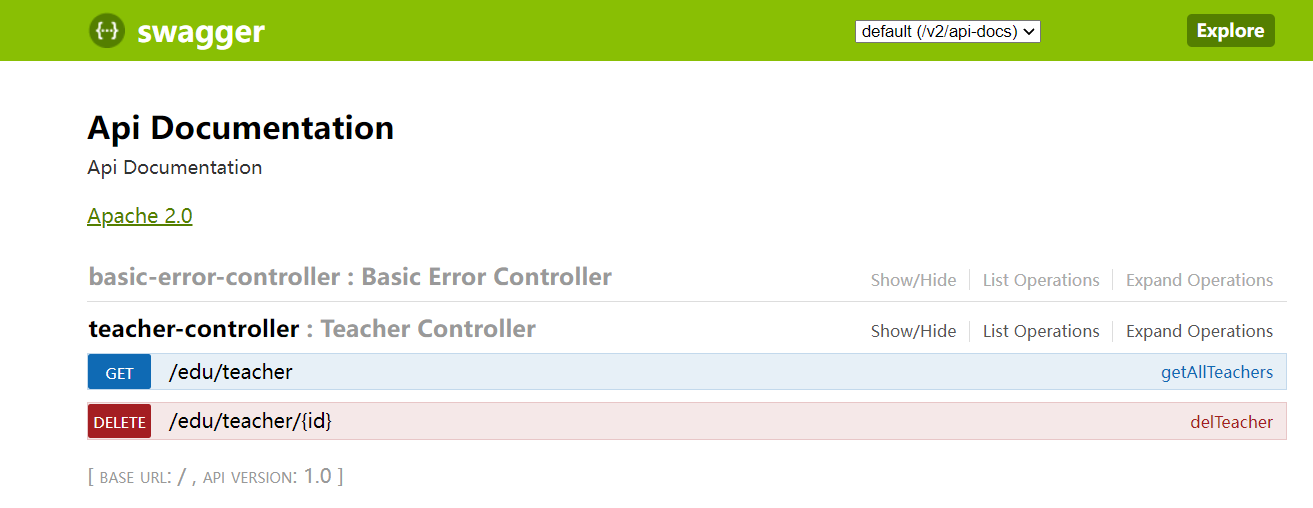 {···} swagger default (/v2/api-docs) Explore
Api Documentation
Api Documentation
Apache 2.0
basic-error-controller : Basic Error Controller Show/Hide List Operations Expand Operations
teacher-controller : Teacher Controller Show/Hide List Operations Expand Operations
GET /edu/teacher getAllTeachers
DELETE /edu/teacher/{id} delTeacher
[ BASE URL: / , API VERSION: 1.0 ]